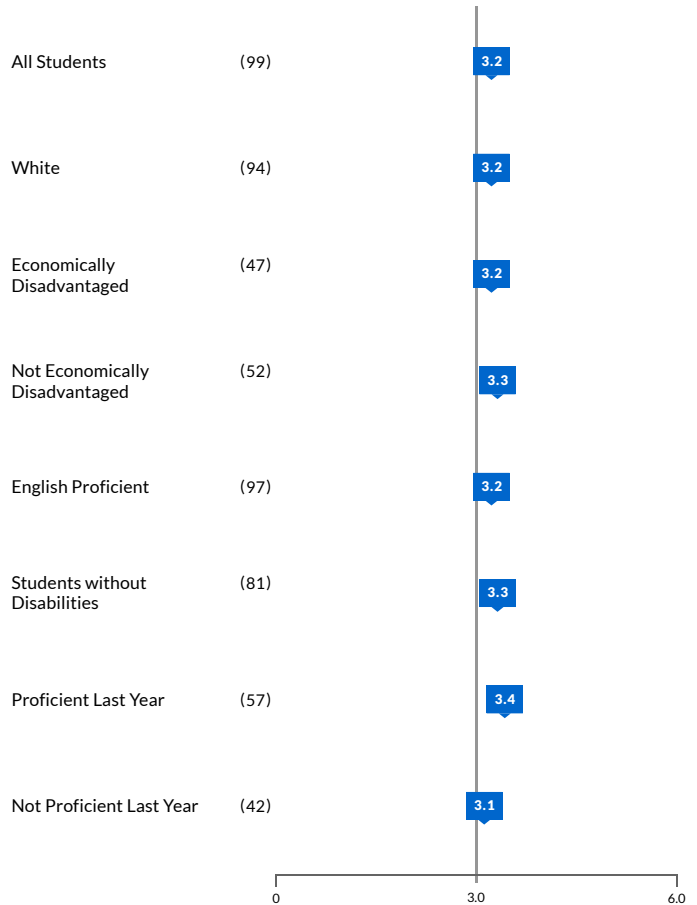 All Students (99) 3.2
White (94) 3.2
Economically
Disadvantaged (47) 3.2
Not Economically
Disadvantaged (52) 3.3
English Proficient (97) 3.2
Students without
Disabilities (81) 3.3
Proficient Last Year (57) 3.4
Not Proficient Last Year (42) 3.1
0 3.0 6.0